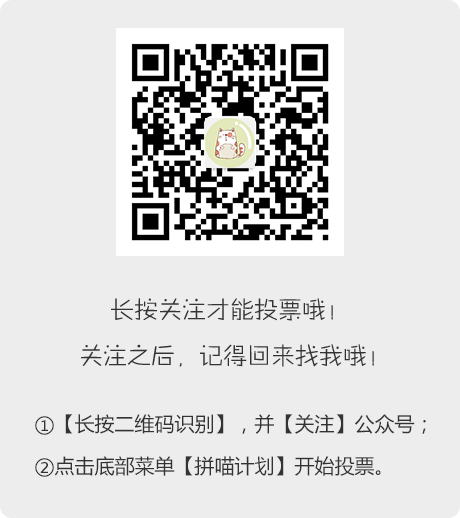 长按关注才能投票哦!
关注之后，记得回来找我哦!
①【长按二维码识别】，并【关注】公众号；
②点击底部菜单【拼喵计划】开始投票。